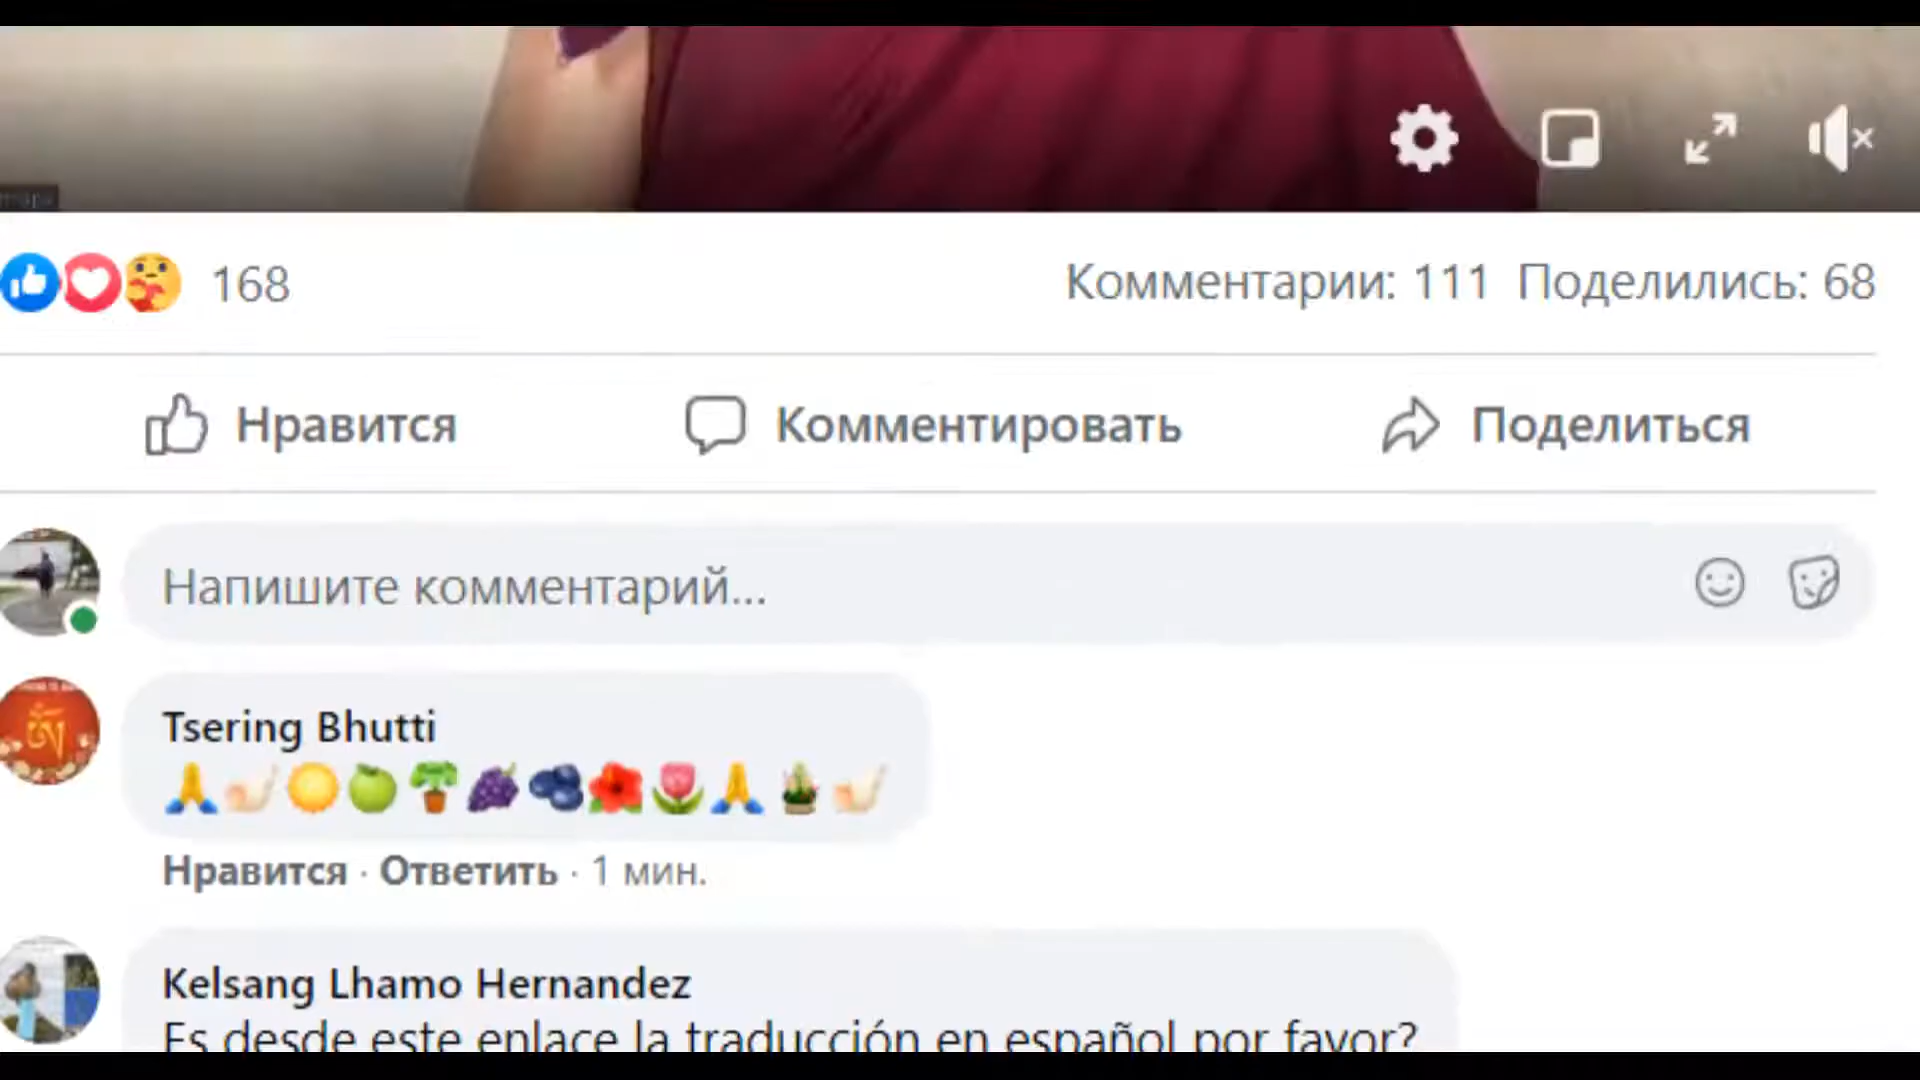 168
Комментарии: 111 Поделились: 68
Нравится Комментировать Поделиться
Напишите комментарий...
Tsering Bhutti
🙏🐚🌞🍏🪴🍇🫐🌺🌷🙏🎍🐚
Нравится · Ответить · 1 мин.
Kelsang Lhamo Hernandez
Es desde este enlace la traducción en español por favor?